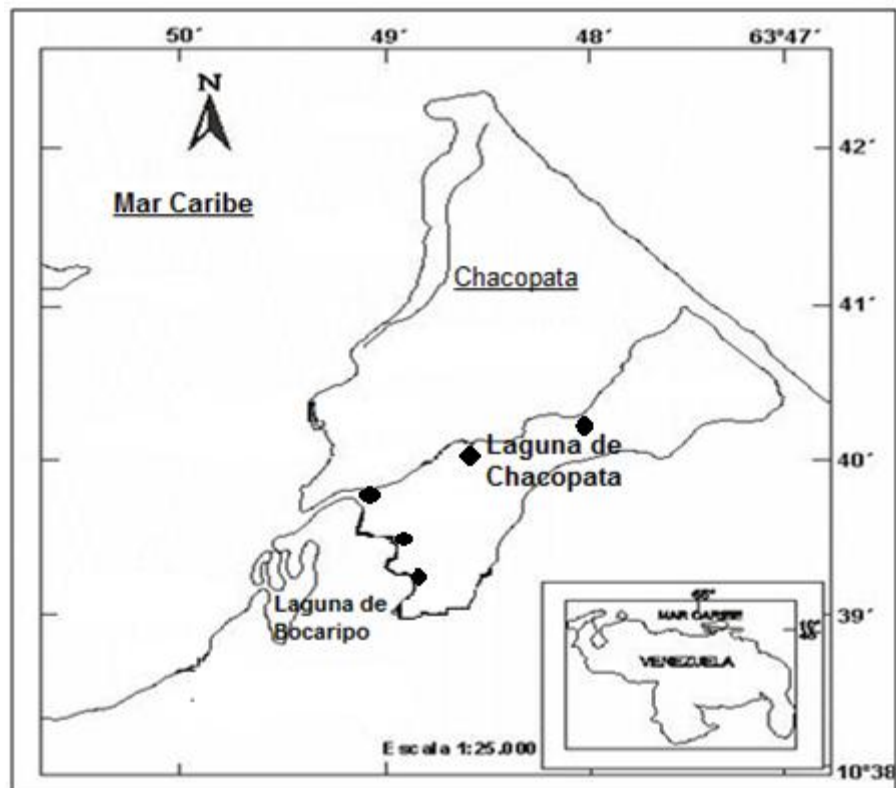 50´ 49´ 48´ 63°47´
N
42´
Mar Caribe
Chacopata
41´
Laguna de
Chacopata
40´
Laguna de
Bocaripo
39´
MAR CARIBE
VENEZUELA
Escala 1:25.000
10°38